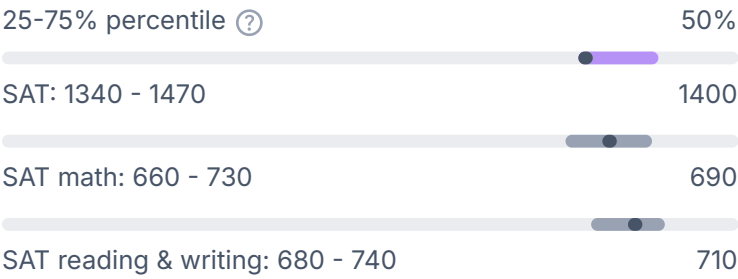 25-75% percentile ? 50%
SAT: 1340 - 1470 1400
SAT math: 660 - 730 690
SAT reading & writing: 680 - 740 710